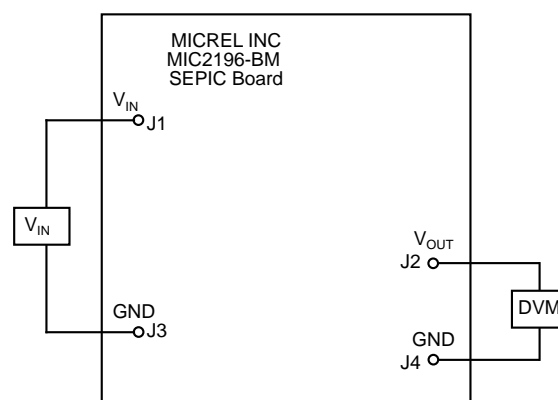 MICREL INC
MIC2196-BM
SEPIC Board
VIN
J1
VIN
VOUT
J2
DVM
GND
J3
GND
J4